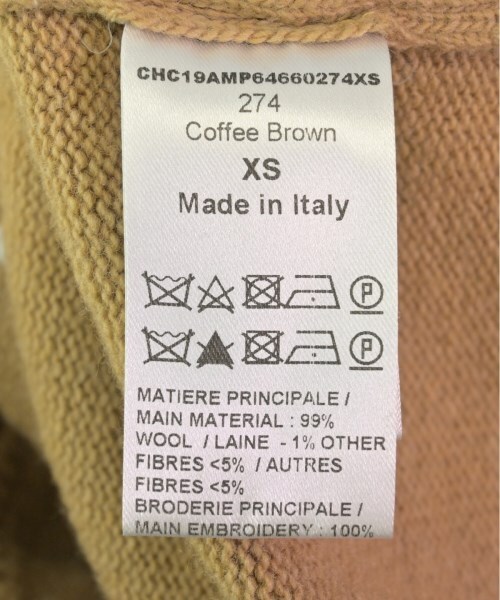 CHC19AMP64660274XS
274
Coffee Brown
XS
Made in Italy
P
P
MATIERE PRINCIPALE /
MAIN MATERIAL : 99%
WOOL / LAINE - 1% OTHER
FIBRES <5% / AUTRES
FIBRES <5%
BRODERIE PRINCIPALE /
MAIN EMBROIDERY : 100%